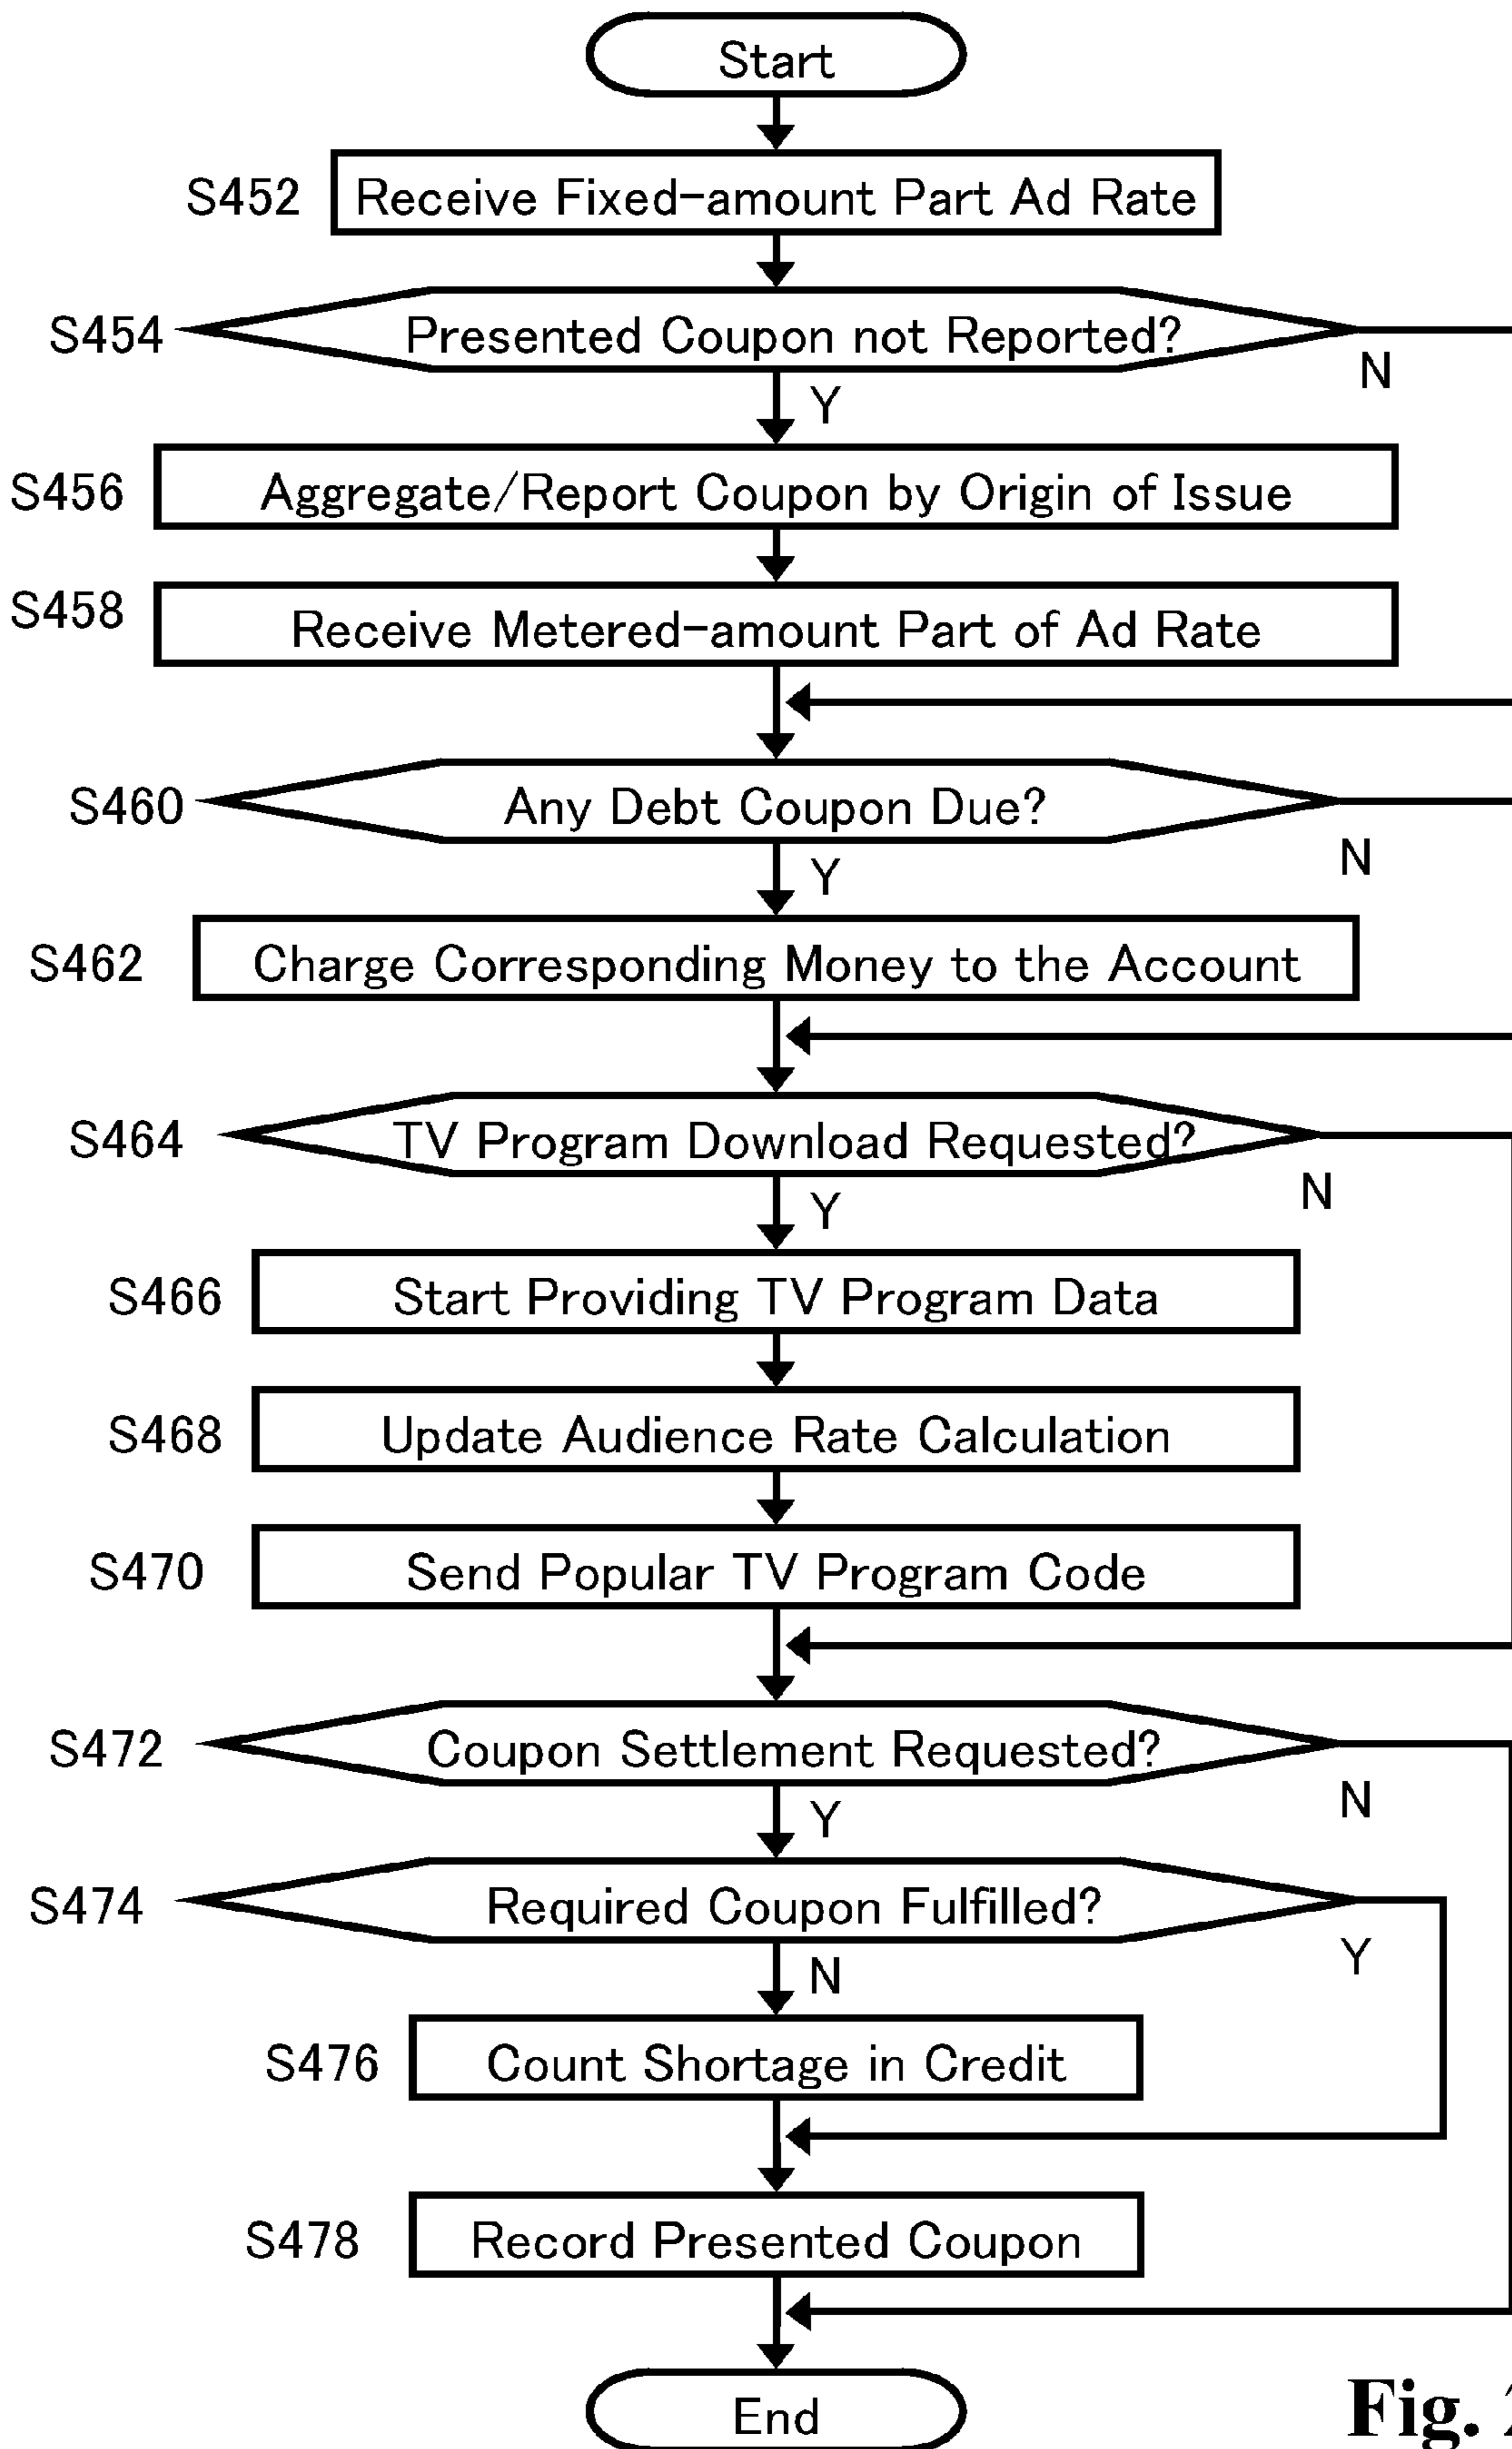 Start
S452 Receive Fixed-amount Part Ad Rate
S454 Presented Coupon not Reported?
N
Y
S456 Aggregate/Report Coupon by Origin of Issue
S458 Receive Metered-amount Part of Ad Rate
S460 Any Debt Coupon Due?
N
Y
S462 Charge Corresponding Money to the Account
S464 TV Program Download Requested?
N
Y
S466 Start Providing TV Program Data
S468 Update Audience Rate Calculation
S470 Send Popular TV Program Code
S472 Coupon Settlement Requested?
N
Y
S474 Required Coupon Fulfilled?
Y
N
S476 Count Shortage in Credit
S478 Record Presented Coupon
End
Fig.